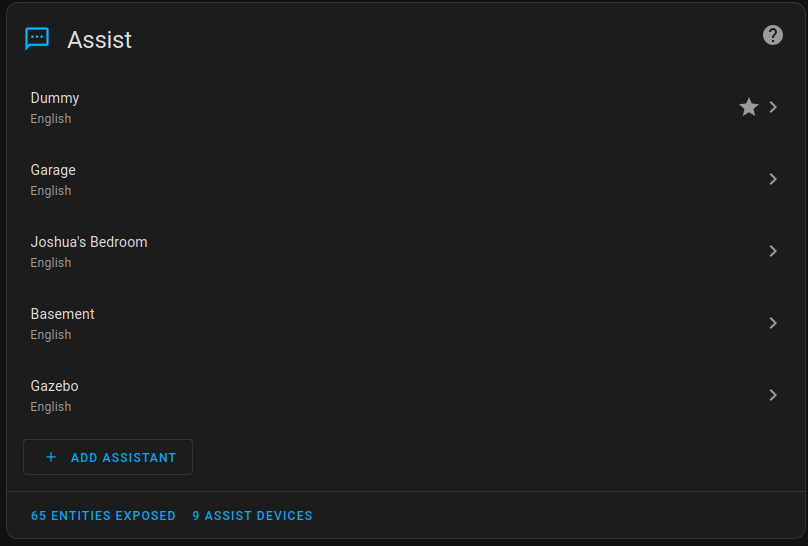 Assist
Dummy
English
Garage
English
Joshua's Bedroom
English
Basement
English
Gazebo
English
+ ADD ASSISTANT
65 ENTITIES EXPOSED 9 ASSIST DEVICES